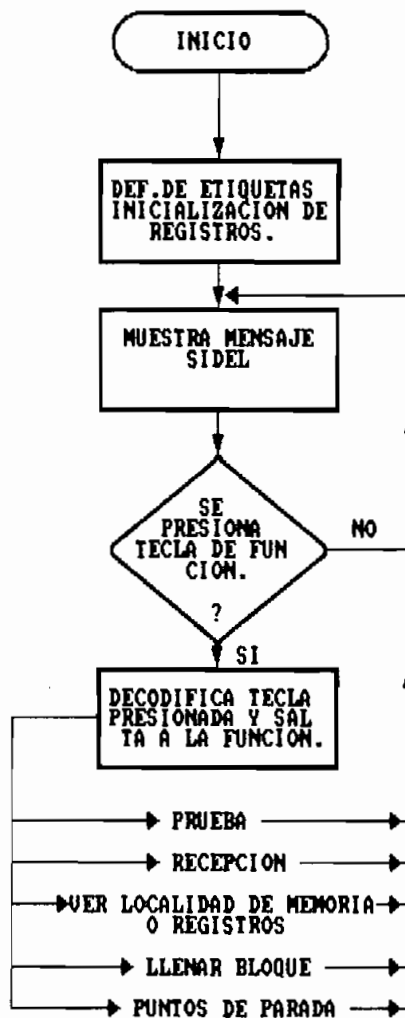 INICIO
DEF.DE ETIQUETAS
INICIALIZACION DE
REGISTROS.
MUESTRA MENSAJE
SIDEL
SE
PRESIONA
TECLA DE FUN
CION.
?
NO
SI
DECODIFICA TECLA
PRESIONADA Y SAL
TA A LA FUNCION.
PRUEBA
RECEPCION
VER LOCALIDAD DE MEMORIA
O REGISTROS
LLENAR BLOQUE
PUNTOS DE PARADA